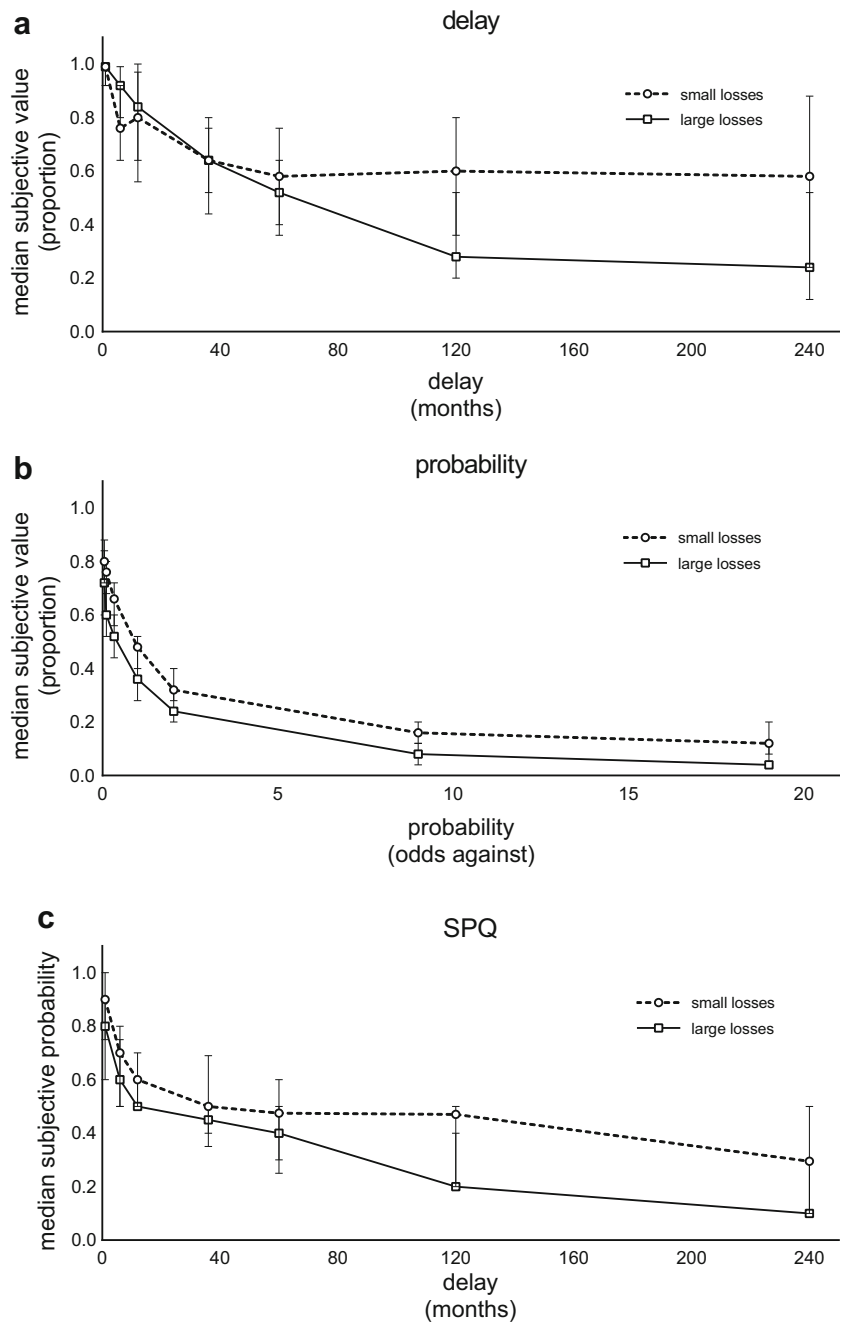 a
delay
median subjective value
(proportion)
1.0
0.8
0.6
0.4
0.2
0.0
small losses
large losses
0 40 80 120 160 200 240
delay
(months)
b
probability
median subjective value
(proportion)
1.0
0.8
0.6
0.4
0.2
0.0
small losses
large losses
0 5 10 15 20
probability
(odds against)
c
SPQ
median subjective probability
1.0
0.8
0.6
0.4
0.2
0.0
small losses
large losses
0 40 80 120 160 200 240
delay
(months)